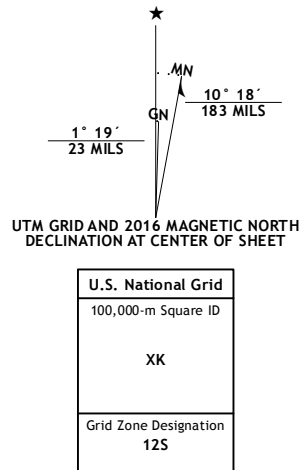 ★
MN
GN
1° 19´
23 MILS
10° 18´
183 MILS
UTM GRID AND 2016 MAGNETIC NORTH
DECLINATION AT CENTER OF SHEET
U.S. National Grid
100,000-m Square ID
XK
Grid Zone Designation
12S